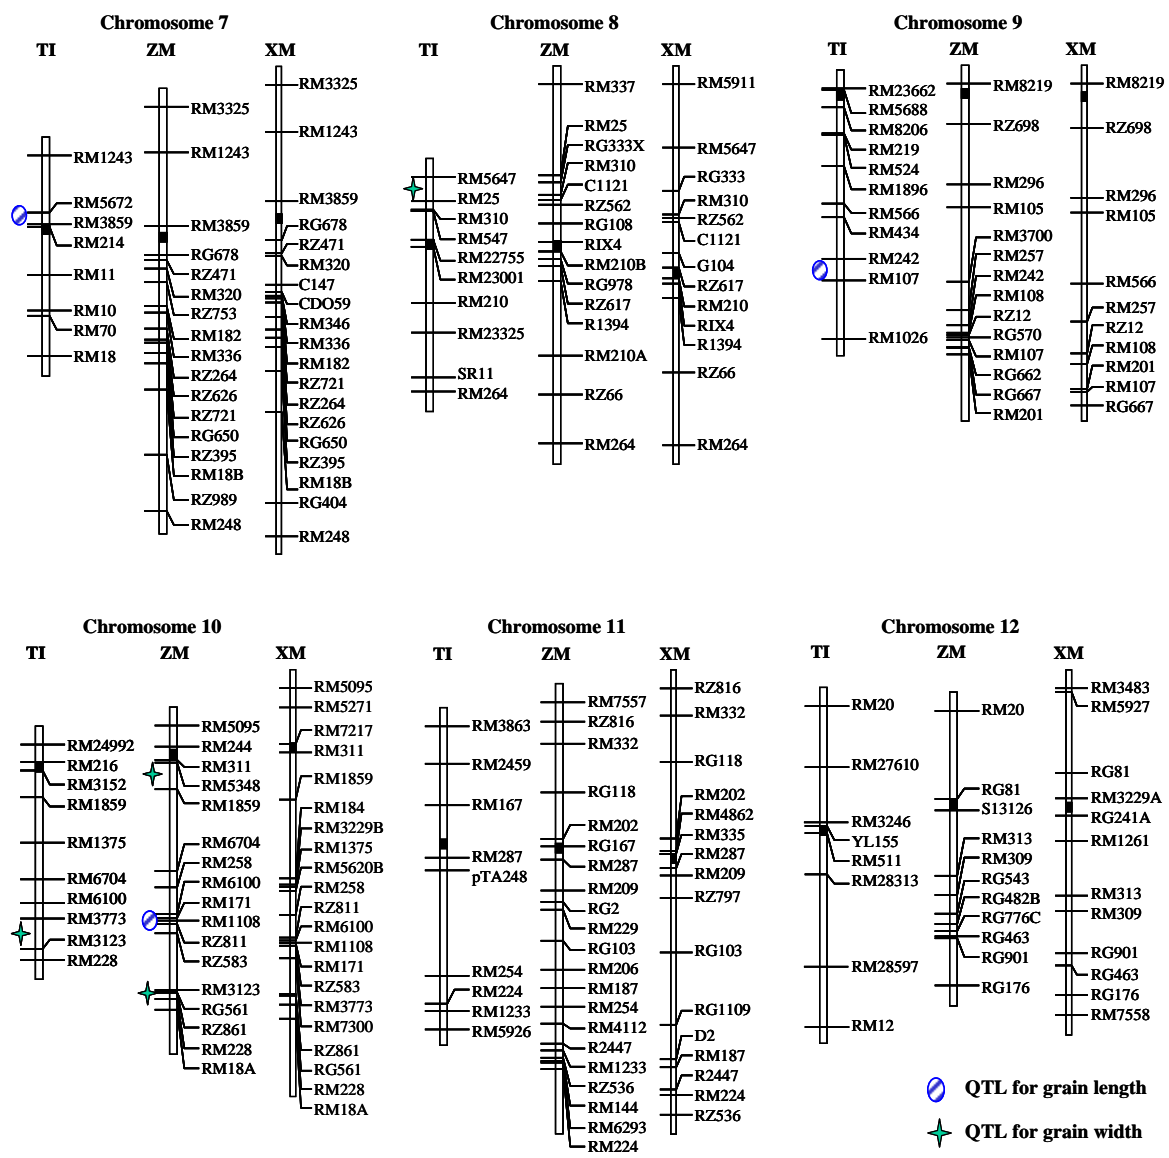 Chromosome 7
TI
RM1243
RM5672
RM3859
RM214
RM11
RM10
RM70
RM18
ZM
RM3325
RM1243
RM3859
RG678
RZ471
RM320
RZ753
RM182
RM336
RZ264
RZ626
RZ721
RG650
RZ395
RM18B
RZ989
RM248
XM
RM3325
RM1243
RM3859
RG678
RZ471
RM320
C147
CDO59
RM346
RM336
RM182
RZ721
RZ264
RZ626
RG650
RZ395
RM18B
RG404
RM248
Chromosome 8
TI
RM5647
RM25
RM310
RM547
RM22755
RM23001
RM210
RM23325
SR11
RM264
ZM
RM337
RM25
RG333X
RM310
C1121
RZ562
RG108
RIX4
RM210B
RG978
RZ617
R1394
RM210A
RZ66
RM264
XM
RM5911
RM5647
RG333
RM310
RZ562
C1121
G104
RZ617
RM210
RIX4
R1394
RZ66
RM264
Chromosome 9
TI
RM23662
RM5688
RM8206
RM219
RM524
RM1896
RM566
RM434
RM242
RM107
RM1026
ZM
RM8219
RZ698
RM296
RM105
RM3700
RM257
RM242
RM108
RZ12
RG570
RM107
RG662
RG667
RM201
XM
RM8219
RZ698
RM296
RM105
RM566
RM257
RZ12
RM108
RM201
RM107
RG667
Chromosome 10
TI
RM24992
RM216
RM3152
RM1859
RM1375
RM6704
RM6100
RM3773
RM3123
RM228
ZM
RM5095
RM244
RM311
RM5348
RM1859
RM6704
RM258
RM6100
RM171
RM1108
RZ811
RZ583
RM3123
RG561
RZ861
RM228
RM18A
XM
RM5095
RM5271
RM7217
RM311
RM1859
RM184
RM3229B
RM1375
RM5620B
RM258
RZ811
RM6100
RM1108
RM171
RZ583
RM3773
RM7300
RZ861
RG561
RM228
RM18A
Chromosome 11
TI
RM3863
RM2459
RM167
RM287
pTA248
RM254
RM224
RM1233
RM5926
ZM
RM7557
RZ816
RM332
RG118
RM202
RG167
RM287
RM209
RG2
RM229
RG103
RM206
RM187
RM254
RM4112
R2447
RM1233
RZ536
RM144
RM6293
RM224
XM
RZ816
RM332
RG118
RM202
RM4862
RM335
RM287
RM209
RZ797
RG103
RG1109
D2
RM187
R2447
RM224
RZ536
Chromosome 12
TI
RM20
RM27610
RM3246
YL155
RM511
RM28313
RM28597
RM12
ZM
RM20
RG81
S13126
RM313
RM309
RG543
RG482B
RG776C
RG463
RG901
RG176
XM
RM3483
RM5927
RG81
RM3229A
RG241A
RM1261
RM313
RM309
RG901
RG463
RG176
RM7558
QTL for grain length
QTL for grain width